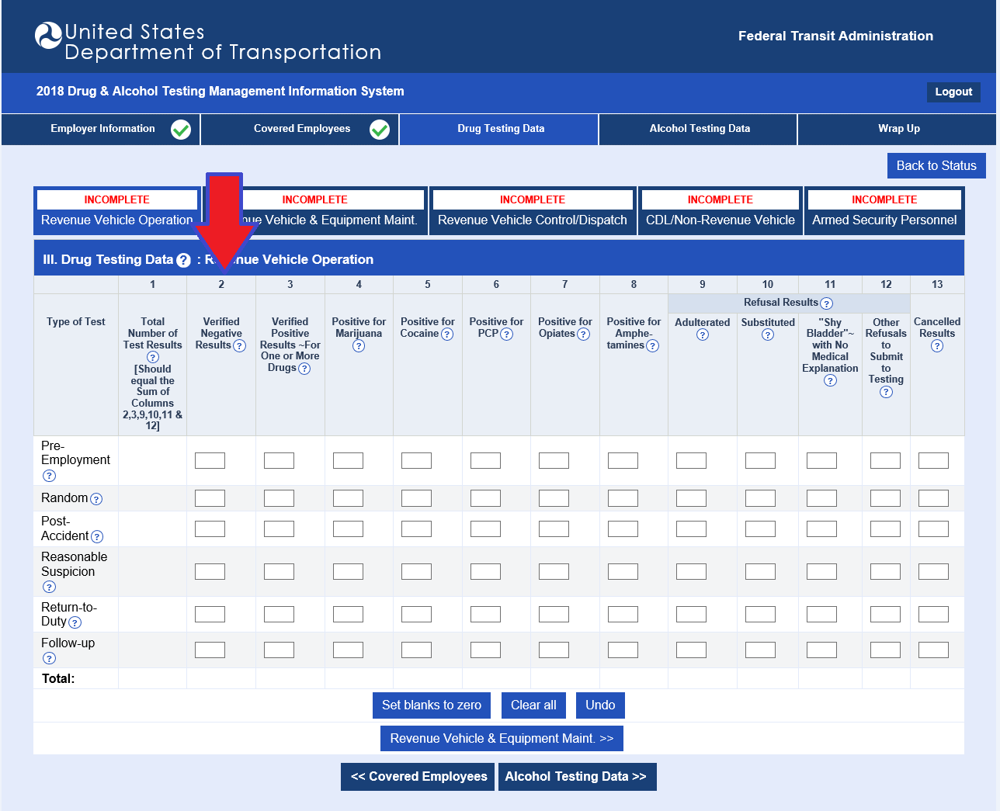 United States
Department of Transportation
Federal Transit Administration
2018 Drug & Alcohol Testing Management Information System
Logout
Employer Information
Covered Employees
Drug Testing Data
Alcohol Testing Data
Wrap Up
Back to Status
INCOMPLETE
Revenue Vehicle Operation
INCOMPLETE
Vehicle & Equipment Maint.
INCOMPLETE
Revenue Vehicle Control/Dispatch
INCOMPLETE
CDL/Non-Revenue Vehicle
INCOMPLETE
Armed Security Personnel
III. Drug Testing Data ? : Revenue Vehicle Operation
1 2 3 4 5 6 7 8 9 10 11 12 13
Refusal Results ?
Type of Test
Total
Number of
Test Results
?
[Should
equal the
Sum of
Columns
2,3,9,10,11 &
12]
Verified
Negative
Results ?
Verified
Positive
Results ~For
One or More
Drugs ?
Positive for
Marijuana
?
Positive for
Cocaine ?
Positive for
PCP ?
Positive for
Opiates ?
Positive for
Amphe-
tamines ?
Adulterated
?
Substituted
?
"Shy
Bladder"~
with No
Medical
Explanation
?
Other
Refusals
to
Submit
to
Testing
?
Cancelled
Results
?
Pre-
Employment
?
Random ?
Post-
Accident ?
Reasonable
Suspicion
?
Return-to-
Duty ?
Follow-up
?
Total:
Set blanks to zero
Clear all
Undo
Revenue Vehicle & Equipment Maint. >>
<< Covered Employees
Alcohol Testing Data >>